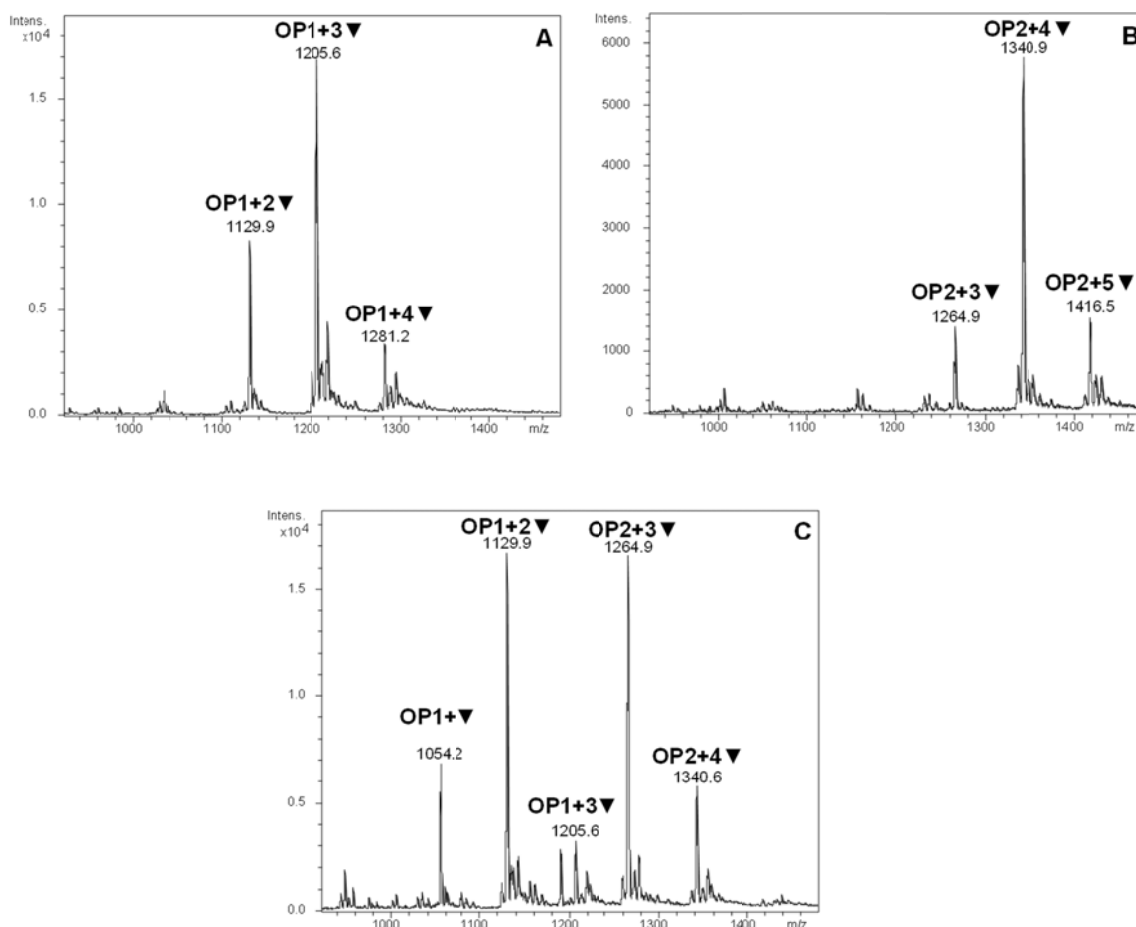 Intens.
x10⁴
A
OP1+3▼
1205.6
1.5
1.0
OP1+2▼
1129.9
0.5
OP1+4▼
1281.2
0.0
1000 1100 1200 1300 1400 m/z
Intens.
B
OP2+4▼
1340.9
6000
5000
4000
3000
2000
OP2+3▼
1264.9
OP2+5▼
1416.5
1000
0
1000 1100 1200 1300 1400 m/z
Intens.
x10⁴
C
OP1+2▼
1129.9
OP2+3▼
1264.9
1.5
1.0
OP1+▼
1054.2
OP2+4▼
1340.6
0.5
OP1+3▼
1205.6
0.0
1000 1100 1200 1300 1400 m/z